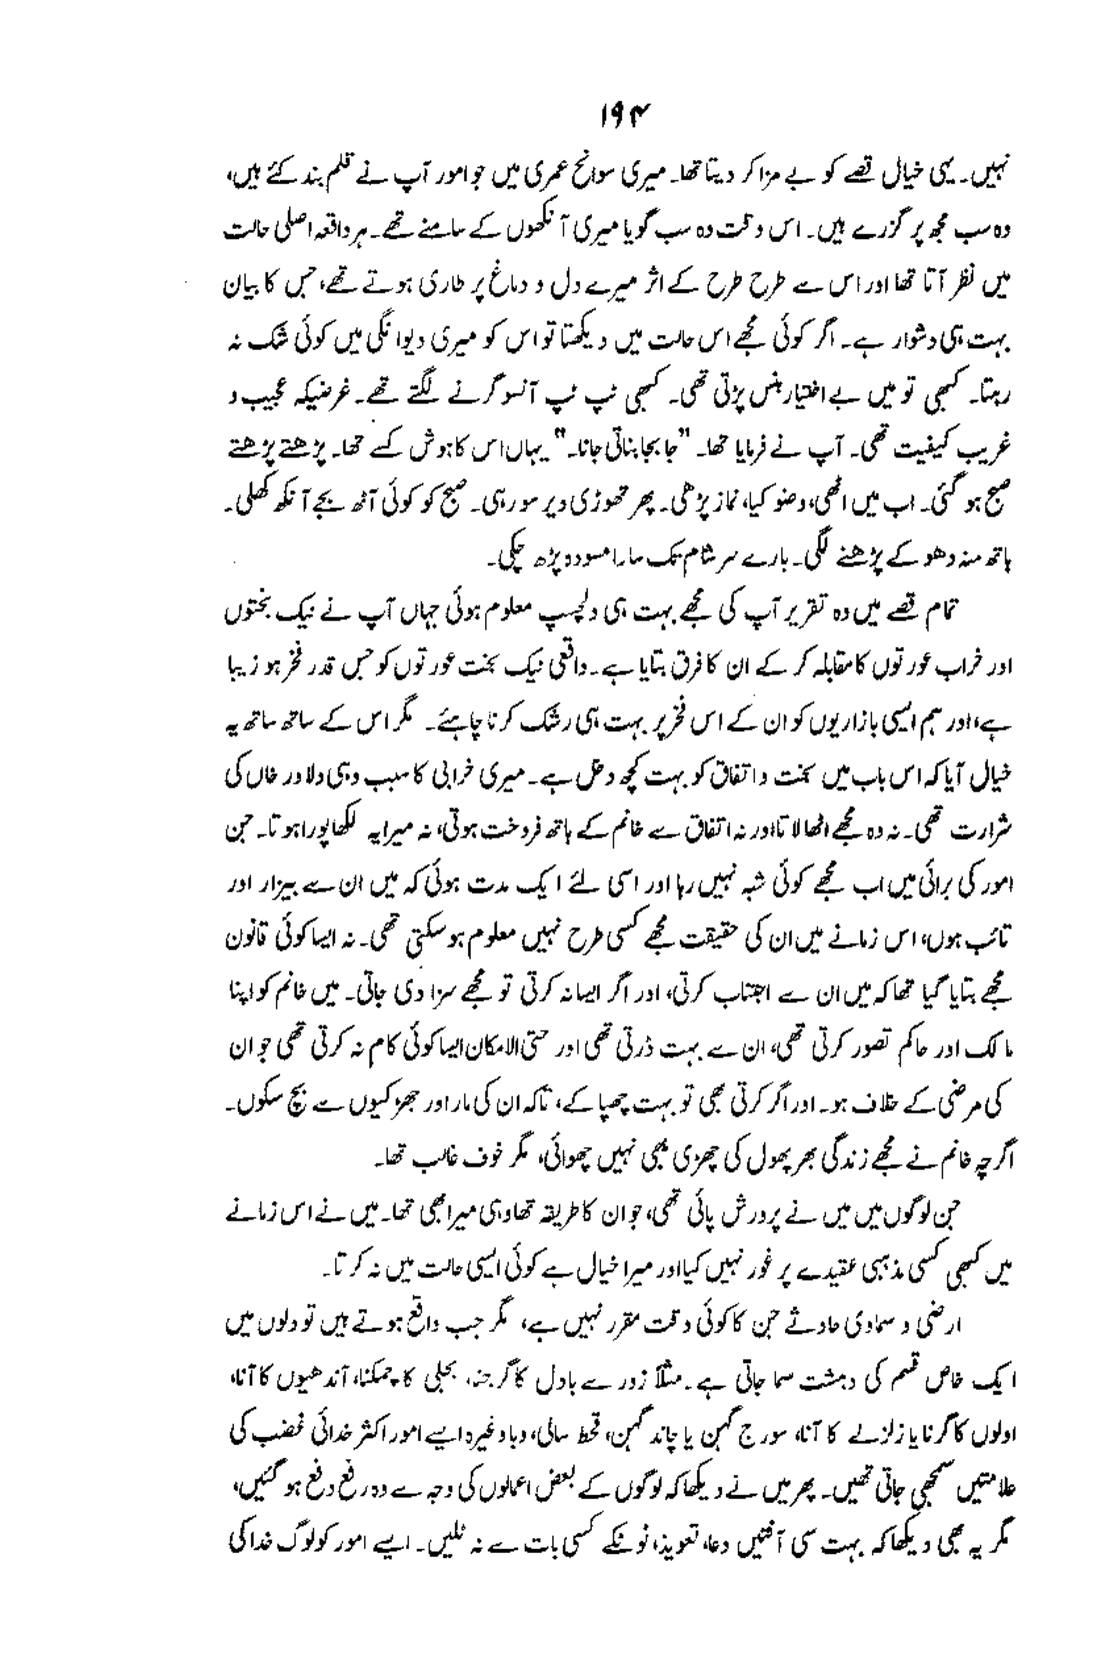 ۱۹۴
نہیں۔ یہی خیال قصے کو بے مزا کر دیتا تھا۔ میری سوانح عمری میں جو امور آپ نے قلم بند کئے ہیں،
وہ سب مجھ پر گزرے ہیں۔ اس وقت وہ سب گویا میری آنکھوں کے سامنے تھے۔ ہر واقعہ اصلی حالت
میں نظر آتا تھا اور اس سے طرح طرح کے اثر میرے دل و دماغ پر طاری ہوتے تھے، جس کا بیان
بہت ہی دشوار ہے۔ اگر کوئی مجھے اس حالت میں دیکھتا تو اس کو میری دیوانگی میں کوئی شک نہ
رہتا۔ کبھی تو میں بے اختیار ہنس پڑتی تھی۔ کبھی ٹپ ٹپ آنسو گرنے لگتے تھے۔ غرضیکہ عجیب و
غریب کیفیت تھی۔ آپ نے فرمایا تھا۔ "جا بجا بناتی جانا۔" یہاں اس کا ہوش کسے تھا۔ پڑھتے پڑھتے
صبح ہو گئی۔ اب میں اٹھی، وضو کیا، نماز پڑھی۔ پھر تھوڑی دیر سو رہی۔ صبح کو کوئی آٹھ بجے آنکھ کھلی۔
ہاتھ منہ دھو کے پڑھنے لگی۔ بارے سر شام تک سارا مسودہ پڑھ چکی۔
تمام قصے میں وہ تقریر آپ کی مجھے بہت ہی دلچسپ معلوم ہوئی جہاں آپ نے نیک بختوں
اور خراب عورتوں کا مقابلہ کر کے ان کا فرق بتایا ہے۔ واقعی نیک بخت عورتوں کو جس قدر فخر ہو زیبا
ہے، اور ہم ایسی بازاریوں کو ان کے اس فخر پر بہت ہی رشک کرنا چاہئے۔ مگر اس کے ساتھ ساتھ یہ
خیال آیا کہ اس باب میں بخت و اتفاق کو بہت کچھ دخل ہے۔ میری خرابی کا سبب وہی دلاور خاں کی
شرارت تھی۔ نہ وہ مجھے اٹھا لاتا اور نہ اتفاق سے خانم کے ہاتھ فروخت ہوتی، نہ میرا یہ لکھا پورا ہوتا۔ جن
امور کی برائی میں اب مجھے کوئی شبہ نہیں رہا اور اسی لئے ایک مدت ہوئی کہ میں ان سے بیزار اور
تائب ہوں، اس زمانے میں ان کی حقیقت مجھے کسی طرح نہیں معلوم ہو سکتی تھی۔ نہ ایسا کوئی قانون
مجھے بتایا گیا تھا کہ میں ان سے اجتناب کرتی، اور اگر ایسا نہ کرتی تو مجھے سزا دی جاتی۔ میں خانم کو اپنا
مالک اور حاکم تصور کرتی تھی، ان سے بہت ڈرتی تھی اور حتی الامکان ایسا کوئی کام نہ کرتی تھی جو ان
کی مرضی کے خلاف ہو۔ اور اگر کرتی بھی تو بہت چھپا کے، تاکہ ان کی مار اور جھڑکیوں سے بچ سکوں۔
اگرچہ خانم نے مجھے زندگی بھر پھول کی چھڑی بھی نہیں چھوائی، مگر خوف غالب تھا۔
جن لوگوں میں میں نے پرورش پائی تھی، جو ان کا طریقہ تھا وہی میرا بھی تھا۔ میں نے اس زمانے
میں کبھی کسی مذہبی عقیدے پر غور نہیں کیا اور میرا خیال ہے کوئی ایسی حالت میں نہ کرتا۔
ارضی و سماوی حادثے جن کا کوئی وقت مقرر نہیں ہے، مگر جب واقع ہوتے ہیں تو دلوں میں
ایک خاص قسم کی دہشت سما جاتی ہے۔ مثلاً زور سے بادل کا گرجنا، بجلی کا چمکنا، آندھیوں کا آنا،
اولوں کا گرنا یا زلزلے کا آنا، سورج گہن یا چاند گہن، قحط سالی، وبا وغیرہ ایسے امور اکثر خدائی غضب کی
علامتیں سمجھی جاتی تھیں۔ پھر میں نے دیکھا کہ لوگوں کے بعض اعمالوں کی وجہ سے وہ رفع دفع ہو گئیں،
مگر یہ بھی دیکھا کہ بہت سی آفتیں دعا، تعویذ، ٹوٹکے کسی بات سے نہ ٹلیں۔ ایسے امور کو لوگ خدا کی